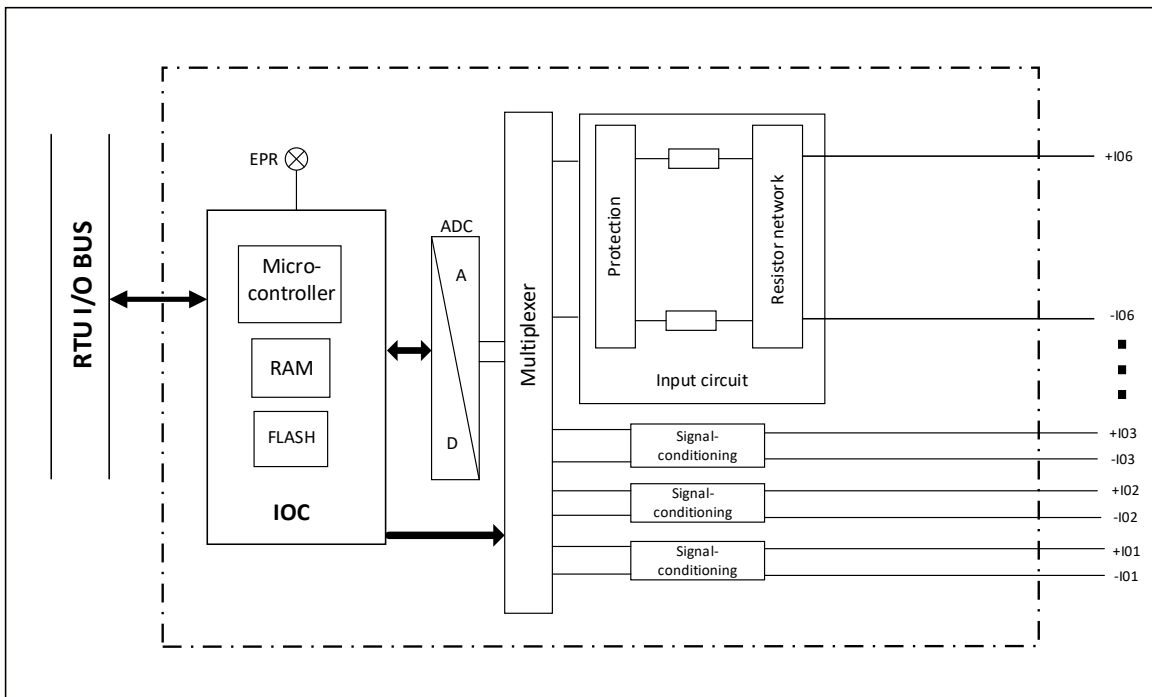 RTU I/O BUS
EPR
Micro-
controller
RAM
FLASH
IOC
ADC
A
D
Multiplexer
Protection
Resistor network
Input circuit
+I06
-I06
Signal-
conditioning
+I03
-I03
Signal-
conditioning
+I02
-I02
Signal-
conditioning
+I01
-I01